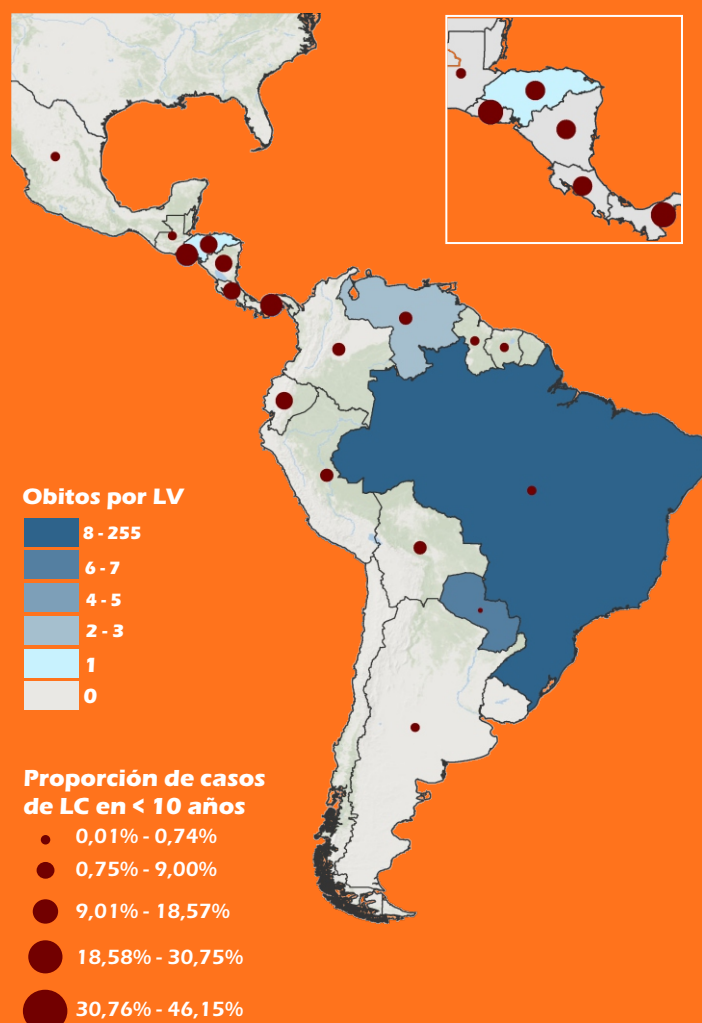 Obitos por LV
8 - 255
6 - 7
4 - 5
2 - 3
1
0
Proporción de casos
de LC en < 10 años
0,01% - 0,74%
0,75% - 9,00%
9,01% - 18,57%
18,58% - 30,75%
30,76% - 46,15%